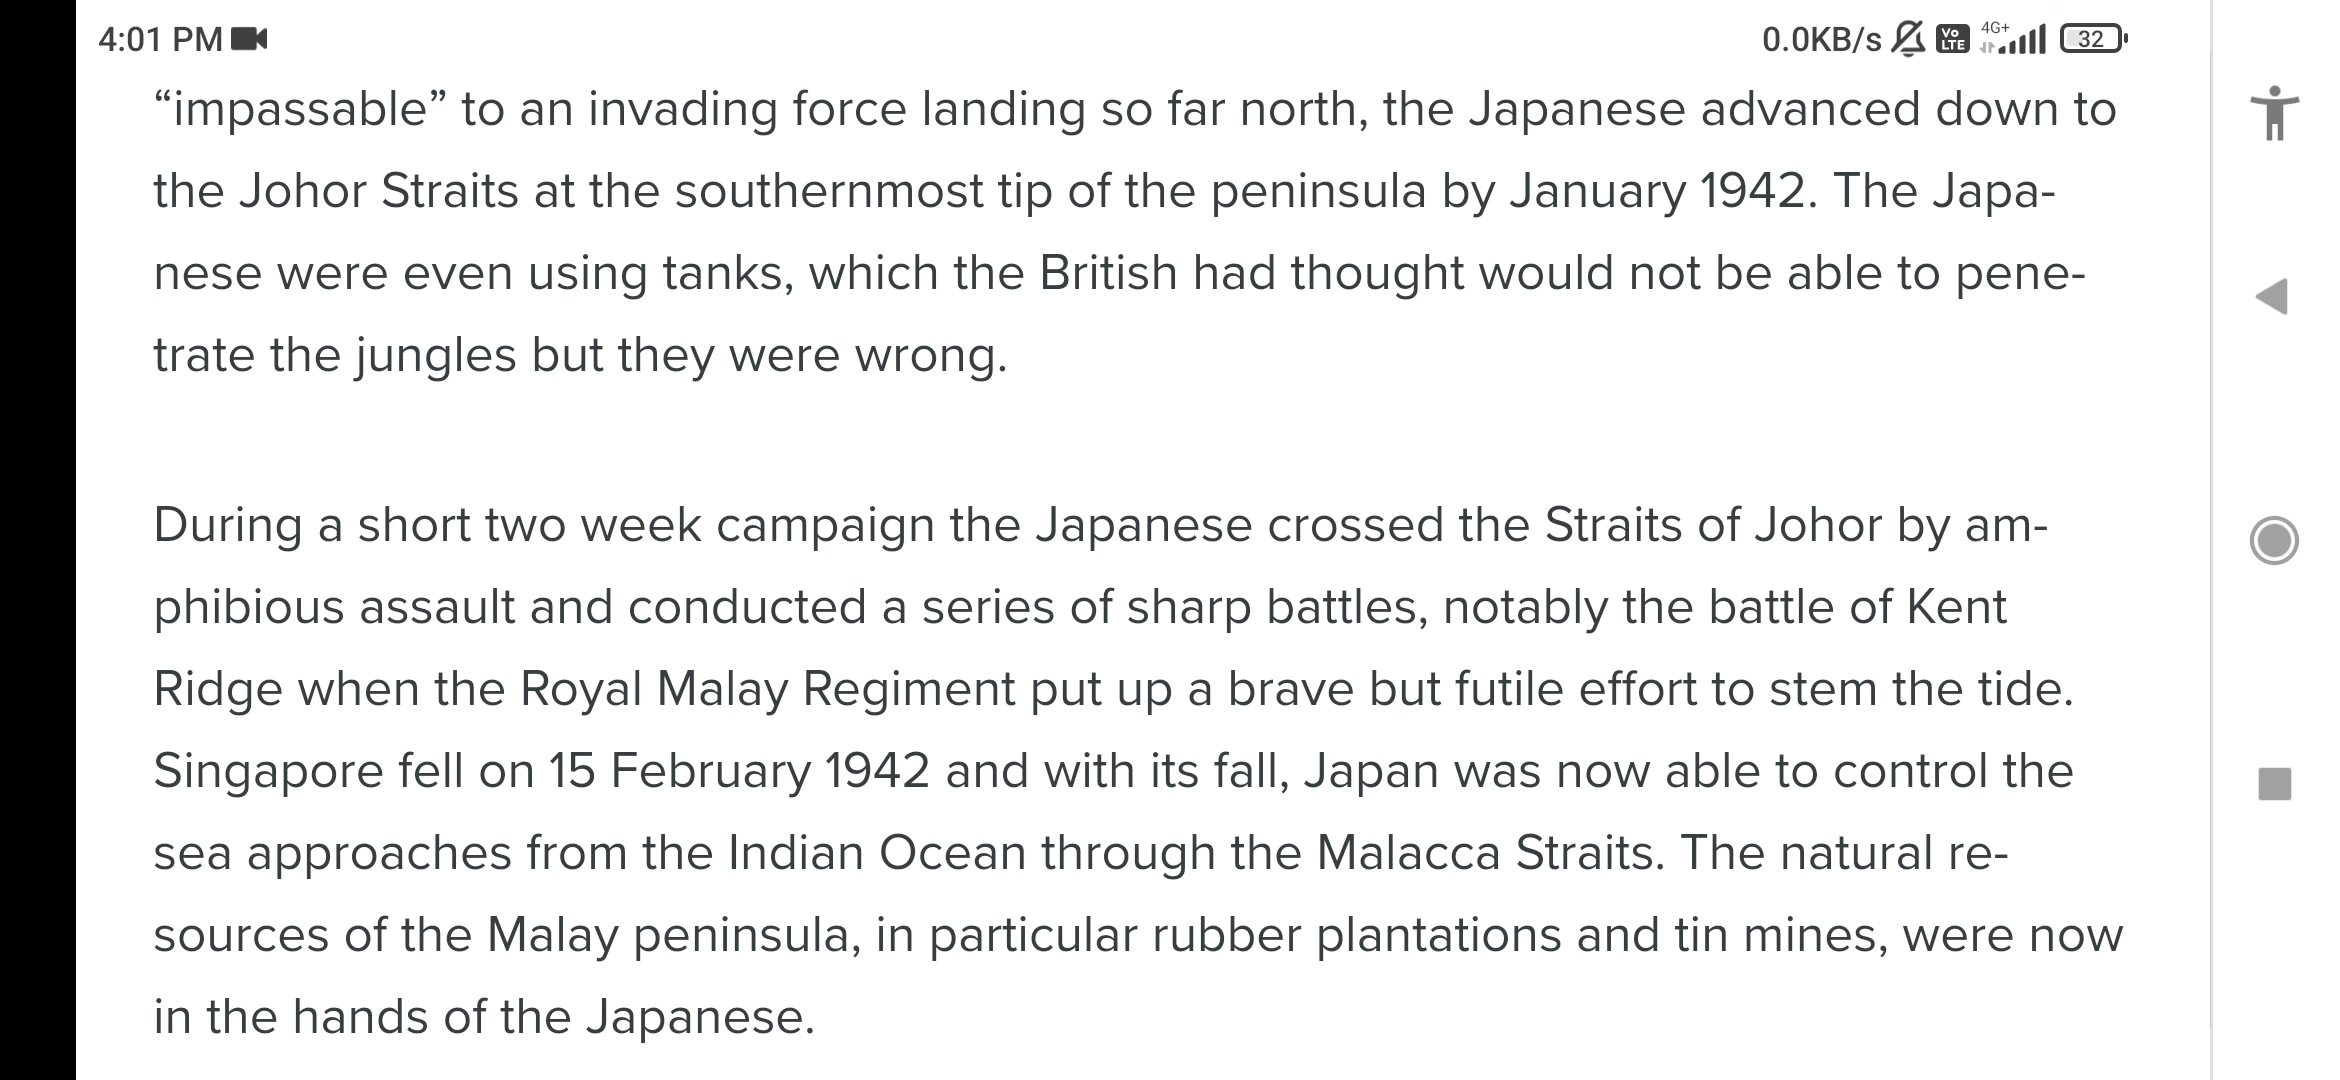 4:01 PM 0.0KB/s Vo LTE 4G+ 32
“impassable” to an invading force landing so far north, the Japanese advanced down to
the Johor Straits at the southernmost tip of the peninsula by January 1942. The Japa-
nese were even using tanks, which the British had thought would not be able to pene-
trate the jungles but they were wrong.
During a short two week campaign the Japanese crossed the Straits of Johor by am-
phibious assault and conducted a series of sharp battles, notably the battle of Kent
Ridge when the Royal Malay Regiment put up a brave but futile effort to stem the tide.
Singapore fell on 15 February 1942 and with its fall, Japan was now able to control the
sea approaches from the Indian Ocean through the Malacca Straits. The natural re-
sources of the Malay peninsula, in particular rubber plantations and tin mines, were now
in the hands of the Japanese.